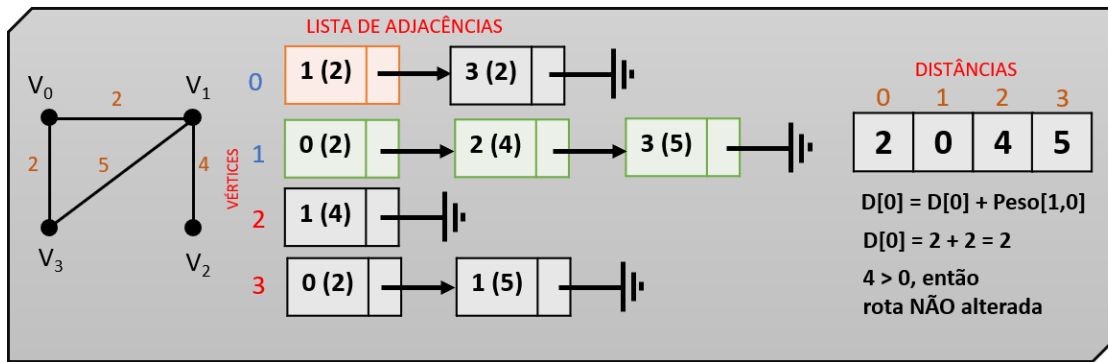 LISTA DE ADJACÊNCIAS
V0 2 V1
2 5 4
V3 V2
VÉRTICES
0 1 (2) 3 (2)
1 0 (2) 2 (4) 3 (5)
2 1 (4)
3 0 (2) 1 (5)
DISTÂNCIAS
0 1 2 3
2 0 4 5
D[0] = D[0] + Peso[1,0]
D[0] = 2 + 2 = 2
4 > 0, então
rota NÃO alterada